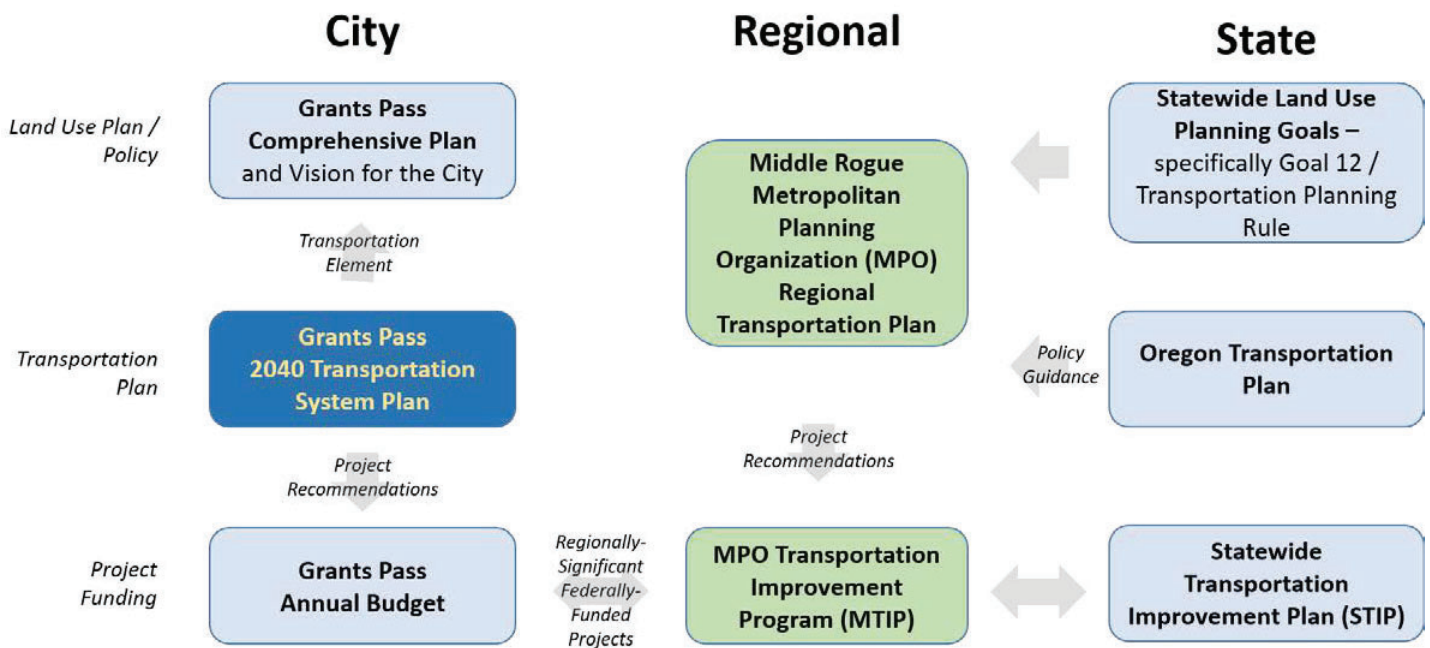 City
Regional
State
Land Use Plan /
Policy
Grants Pass
Comprehensive Plan
and Vision for the City
Middle Rogue
Metropolitan
Planning
Organization (MPO)
Regional
Transportation Plan
Statewide Land Use
Planning Goals –
specifically Goal 12 /
Transportation Planning
Rule
Transportation
Element
Transportation
Plan
Grants Pass
2040 Transportation
System Plan
Policy
Guidance
Oregon Transportation
Plan
Project
Recommendations
Project
Recommendations
Project
Funding
Grants Pass
Annual Budget
Regionally-
Significant
Federally-
Funded
Projects
MPO Transportation
Improvement
Program (MTIP)
Statewide
Transportation
Improvement Plan (STIP)